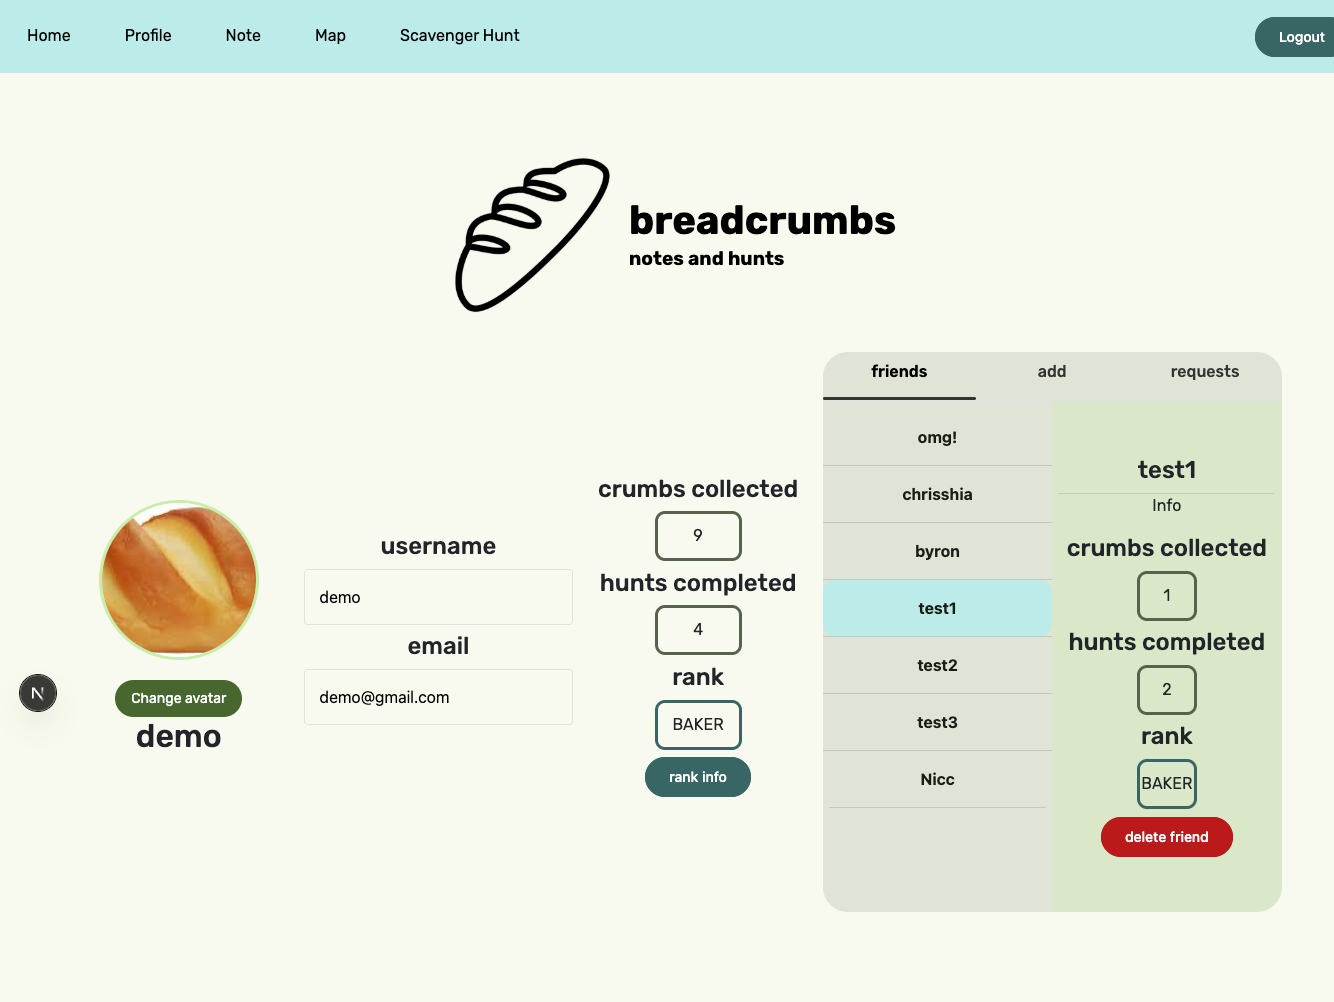 Home Profile Note Map Scavenger Hunt Logout
breadcrumbs
notes and hunts
Change avatar
demo
username
demo
email
demo@gmail.com
crumbs collected
9
hunts completed
4
rank
BAKER
rank info
friends add requests
omg!
chrisshia
byron
test1
test2
test3
Nicc
test1
Info
crumbs collected
1
hunts completed
2
rank
BAKER
delete friend
N